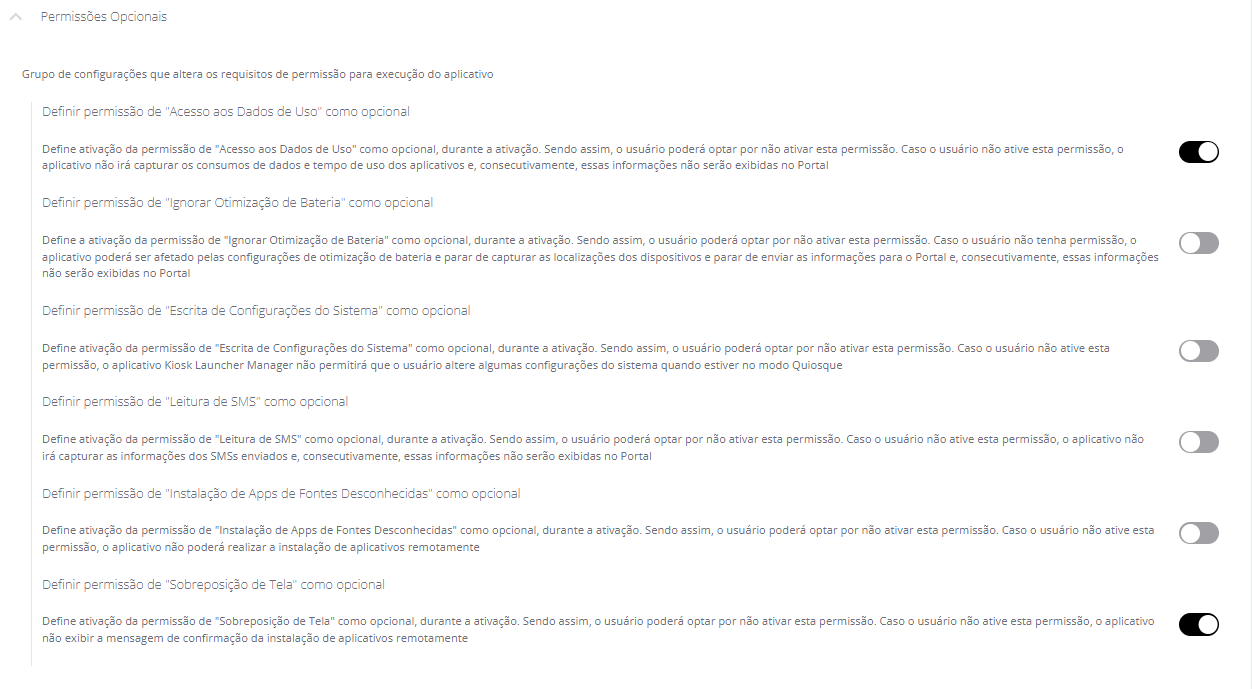 Permissões Opcionais
Grupo de configurações que altera os requisitos de permissão para execução do aplicativo
Definir permissão de "Acesso aos Dados de Uso" como opcional
Define ativação da permissão de "Acesso aos Dados de Uso" como opcional, durante a ativação. Sendo assim, o usuário poderá optar por não ativar esta permissão. Caso o usuário não ative esta permissão, o
aplicativo não irá capturar os consumos de dados e tempo de uso dos aplicativos e, consecutivamente, essas informações não serão exibidas no Portal
Definir permissão de "Ignorar Otimização de Bateria" como opcional
Define a ativação da permissão de "Ignorar Otimização de Bateria" como opcional, durante a ativação. Sendo assim, o usuário poderá optar por não ativar esta permissão. Caso o usuário não tenha permissão, o
aplicativo poderá ser afetado pelas configurações de otimização de bateria e parar de capturar as localizações dos dispositivos e parar de enviar as informações para o Portal e, consecutivamente, essas informações
não serão exibidas no Portal
Definir permissão de "Escrita de Configurações do Sistema" como opcional
Define ativação da permissão de "Escrita de Configurações do Sistema" como opcional, durante a ativação. Sendo assim, o usuário poderá optar por não ativar esta permissão. Caso o usuário não ative esta
permissão, o aplicativo Kiosk Launcher Manager não permitirá que o usuário altere algumas configurações do sistema quando estiver no modo Quiosque
Definir permissão de "Leitura de SMS" como opcional
Define ativação da permissão de "Leitura de SMS" como opcional, durante a ativação. Sendo assim, o usuário poderá optar por não ativar esta permissão. Caso o usuário não ative esta permissão, o aplicativo não
irá capturar as informações dos SMSs enviados e, consecutivamente, essas informações não serão exibidas no Portal
Definir permissão de "Instalação de Apps de Fontes Desconhecidas" como opcional
Define ativação da permissão de "Instalação de Apps de Fontes Desconhecidas" como opcional, durante a ativação. Sendo assim, o usuário poderá optar por não ativar esta permissão. Caso o usuário não ative esta
permissão, o aplicativo não poderá realizar a instalação de aplicativos remotamente
Definir permissão de "Sobreposição de Tela" como opcional
Define ativação da permissão de "Sobreposição de Tela" como opcional, durante a ativação. Sendo assim, o usuário poderá optar por não ativar esta permissão. Caso o usuário não ative esta permissão, o aplicativo
não exibir a mensagem de confirmação da instalação de aplicativos remotamente